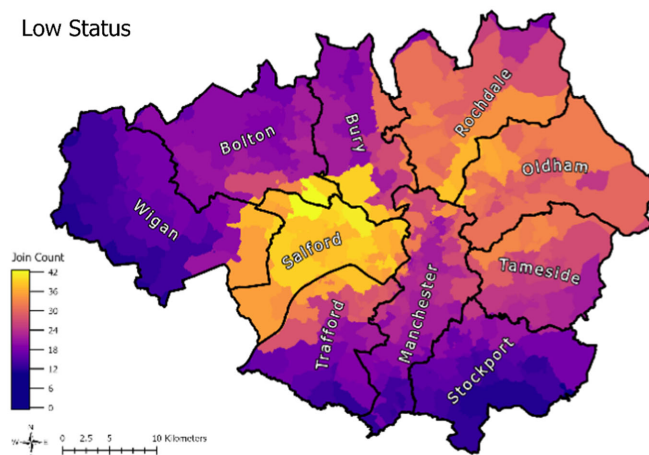 Low Status
Rochdale
Bolton
Bury
Oldham
Wigan
Salford
Tameside
Trafford
Manchester
Stockport
Join Count
42
36
30
24
18
12
6
0
N
W E
S
0 2.5 5 10 Kilometers